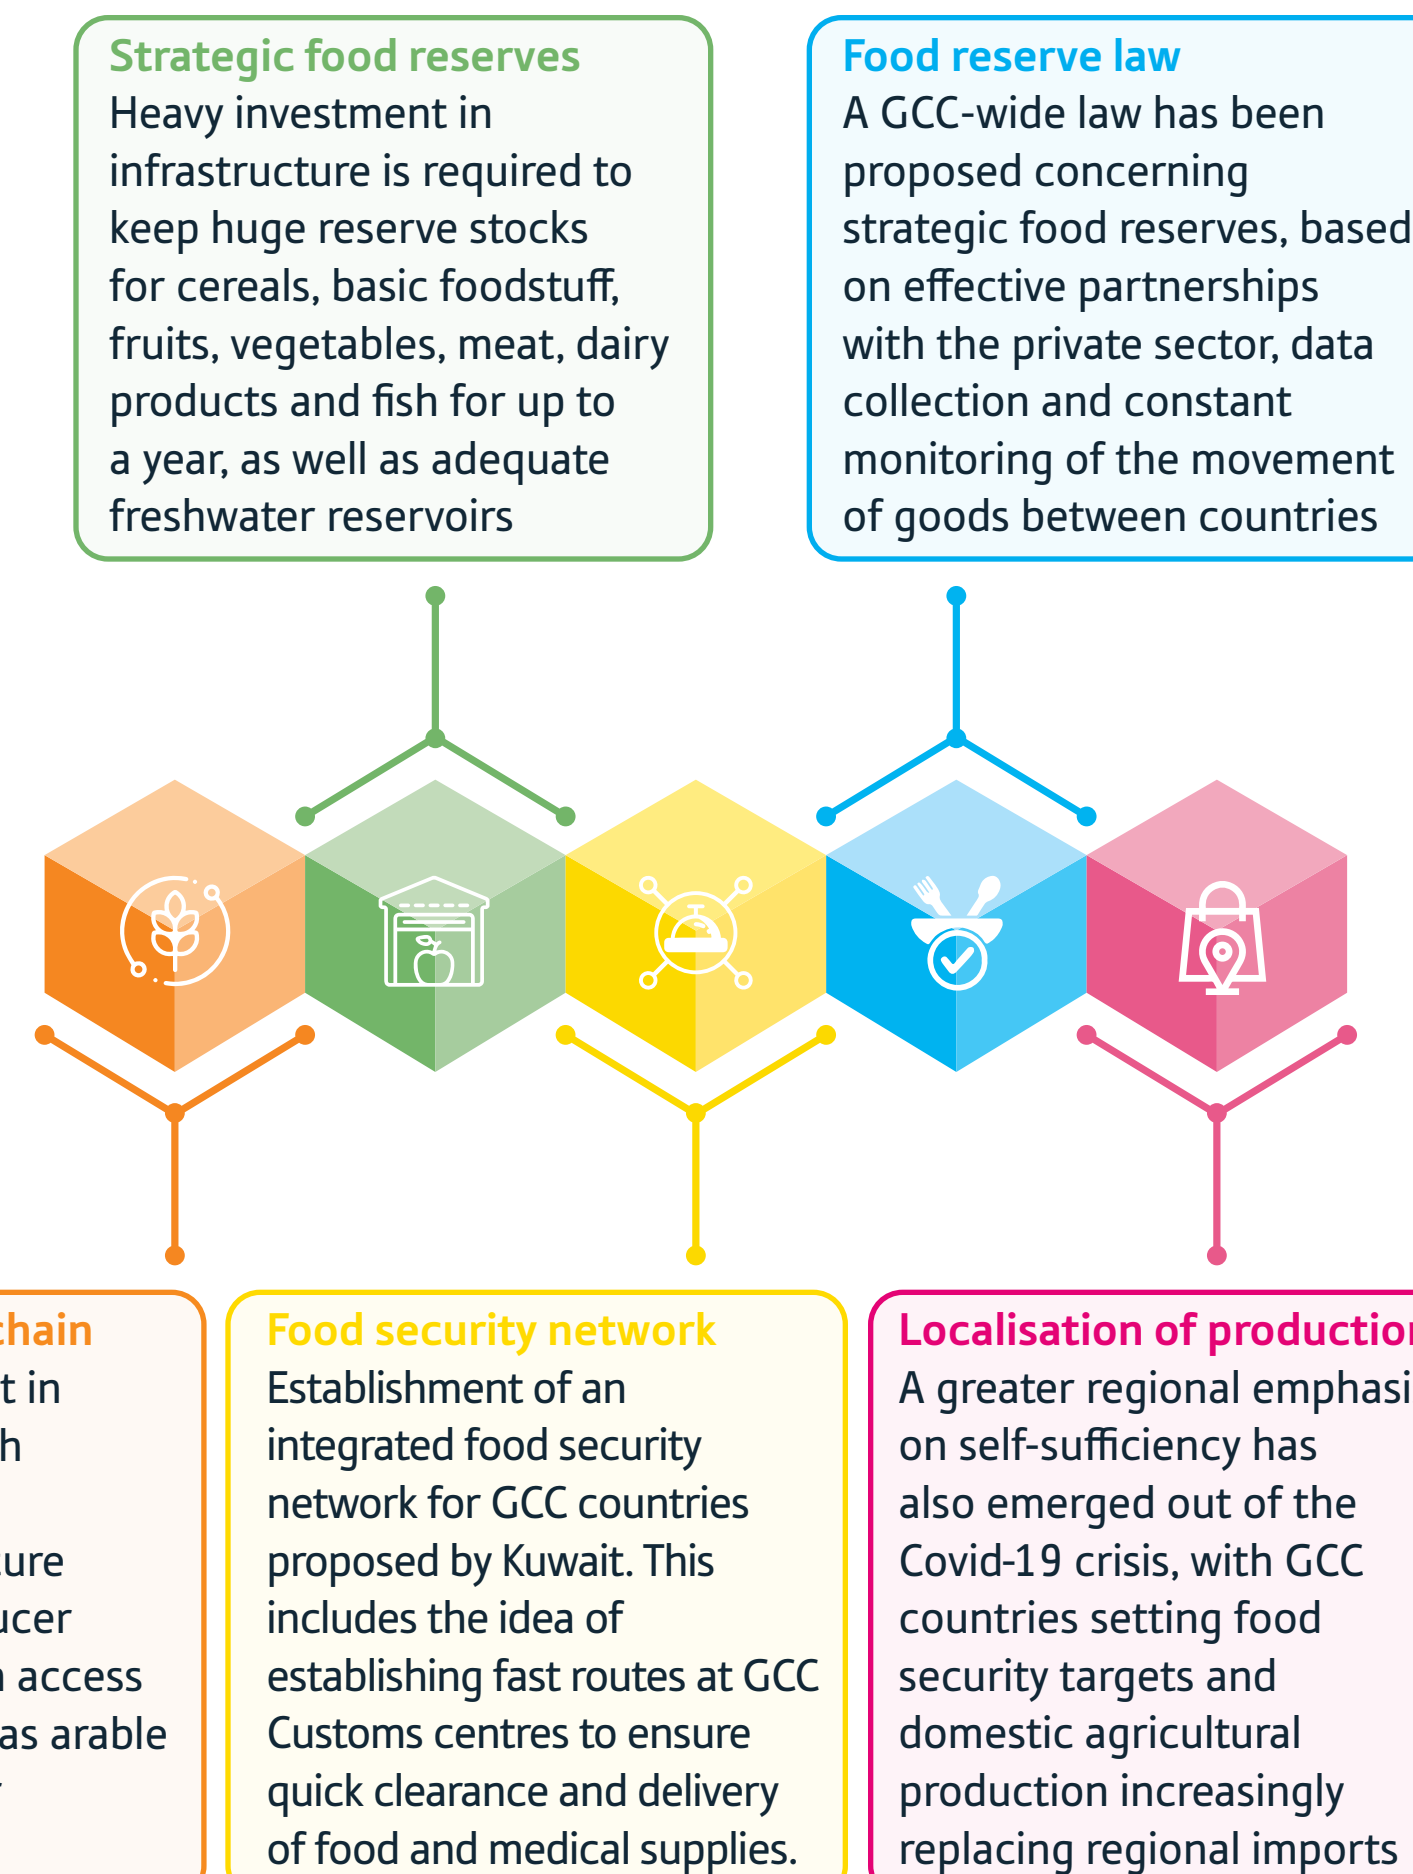 Strategic food reserves
Heavy investment in
infrastructure is required to
keep huge reserve stocks
for cereals, basic foodstuff,
fruits, vegetables, meat, dairy
products and fish for up to
a year, as well as adequate
freshwater reservoirs
Food reserve law
A GCC-wide law has been
proposed concerning
strategic food reserves, based
on effective partnerships
with the private sector, data
collection and constant
monitoring of the movement
of goods between countries
chain
in
access
as arable
Food security network
Establishment of an
integrated food security
network for GCC countries
proposed by Kuwait. This
includes the idea of
establishing fast routes at GCC
Customs centres to ensure
quick clearance and delivery
of food and medical supplies.
Localisation of production
A greater regional emphasi
on self-sufficiency has
also emerged out of the
Covid-19 crisis, with GCC
countries setting food
security targets and
domestic agricultural
production increasingly
replacing regional imports